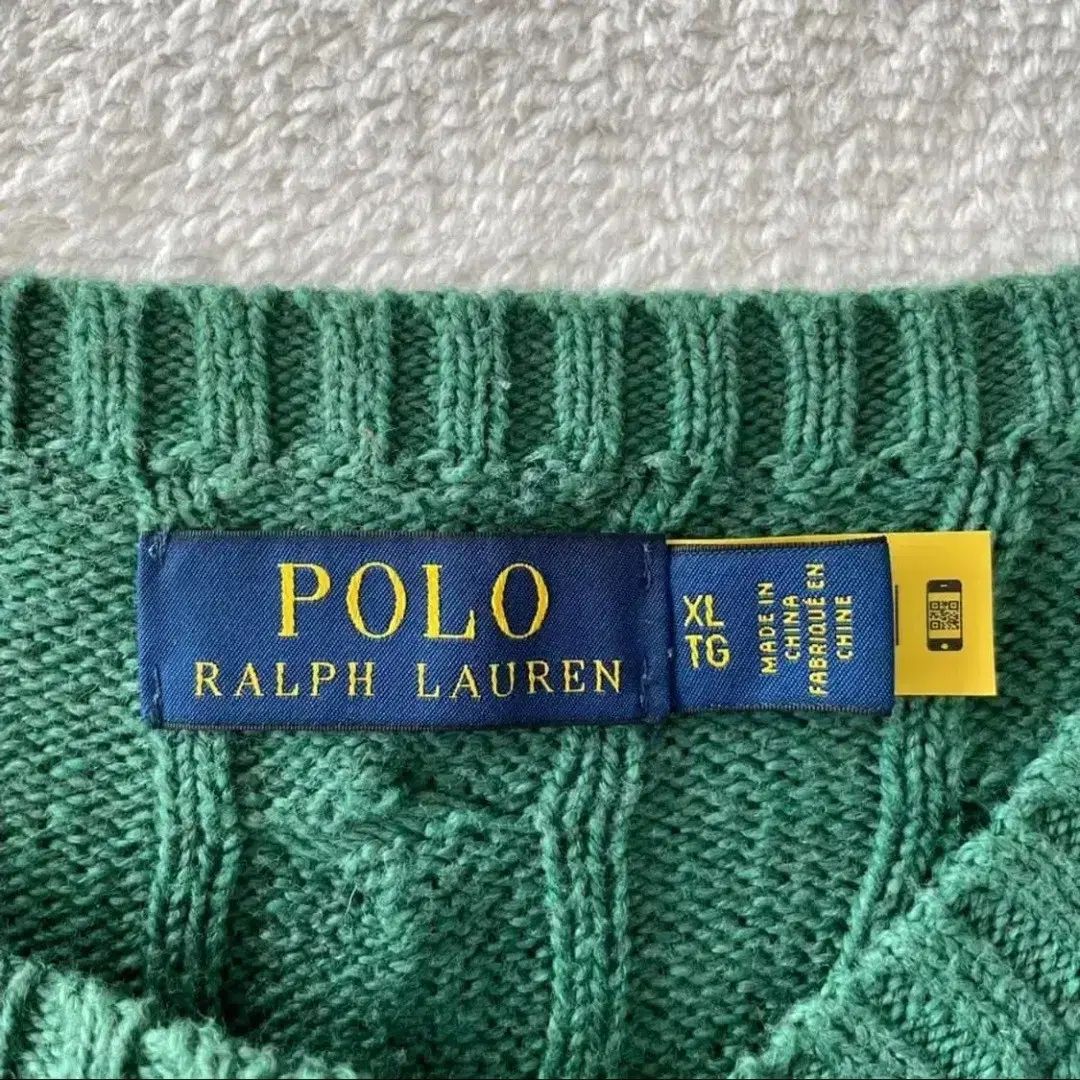 POLO
RALPH LAUREN
XL
TG
MADE IN
CHINA
FABRIQUÉ EN
CHINE